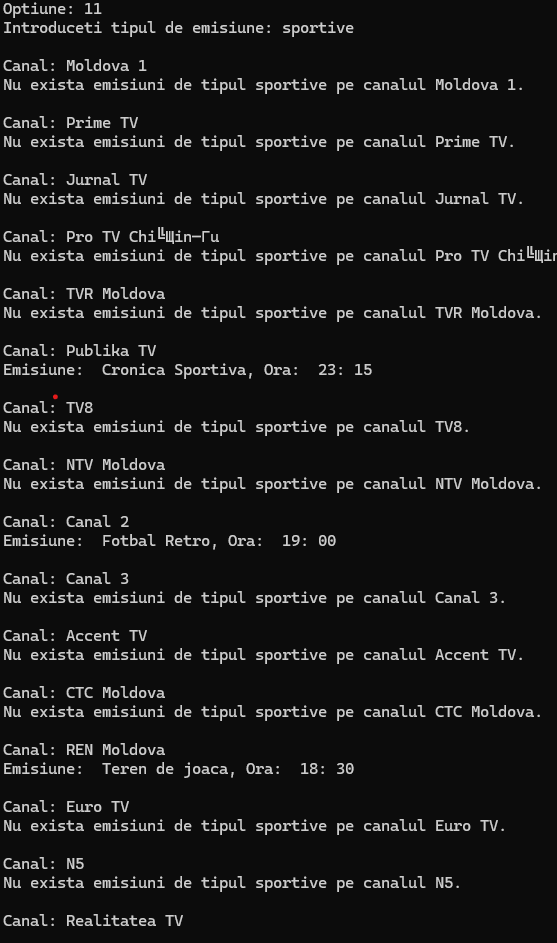 Optiune: 11
Introduceti tipul de emisiune: sportive
Canal: Moldova 1
Nu exista emisiuni de tipul sportive pe canalul Moldova 1.
Canal: Prime TV
Nu exista emisiuni de tipul sportive pe canalul Prime TV.
Canal: Jurnal TV
Nu exista emisiuni de tipul sportive pe canalul Jurnal TV.
Canal: Pro TV Chi╚Щin─Гu
Nu exista emisiuni de tipul sportive pe canalul Pro TV Chi╚Щin
Canal: TVR Moldova
Nu exista emisiuni de tipul sportive pe canalul TVR Moldova.
Canal: Publika TV
Emisiune:  Cronica Sportiva, Ora:  23: 15
Canal: TV8
Nu exista emisiuni de tipul sportive pe canalul TV8.
Canal: NTV Moldova
Nu exista emisiuni de tipul sportive pe canalul NTV Moldova.
Canal: Canal 2
Emisiune:  Fotbal Retro, Ora:  19: 00
Canal: Canal 3
Nu exista emisiuni de tipul sportive pe canalul Canal 3.
Canal: Accent TV
Nu exista emisiuni de tipul sportive pe canalul Accent TV.
Canal: CTC Moldova
Nu exista emisiuni de tipul sportive pe canalul CTC Moldova.
Canal: REN Moldova
Emisiune:  Teren de joaca, Ora:  18: 30
Canal: Euro TV
Nu exista emisiuni de tipul sportive pe canalul Euro TV.
Canal: N5
Nu exista emisiuni de tipul sportive pe canalul N5.
Canal: Realitatea TV